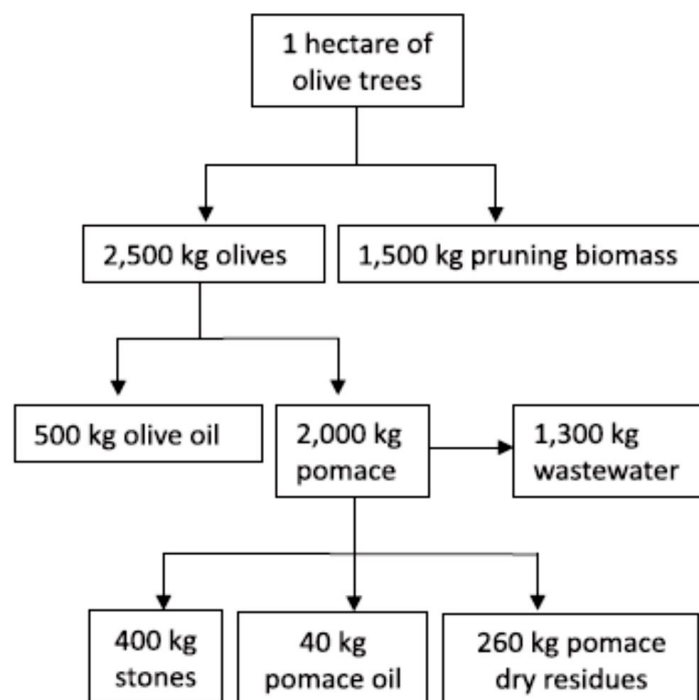 1 hectare of
olive trees
2,500 kg olives
1,500 kg pruning biomass
500 kg olive oil
2,000 kg
pomace
1,300 kg
wastewater
400 kg
stones
40 kg
pomace oil
260 kg pomace
dry residues